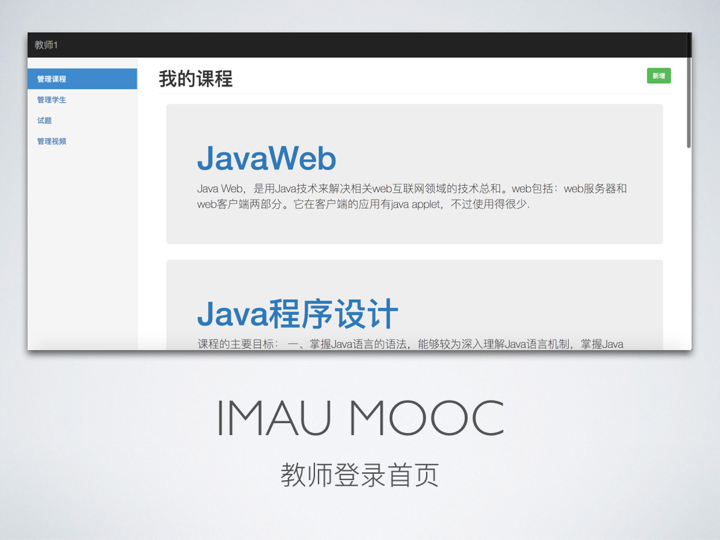 教师1
管理课程
管理学生
试题
管理视频
我的课程
新增
JavaWeb
Java Web，是用Java技术来解决相关web互联网领域的技术总和。web包括：web服务器和
web客户端两部分。它在客户端的应用有java applet，不过使用得很少.
Java程序设计
课程的主要目标： 一、掌握Java语言的语法，能够较为深入理解Java语言机制，掌握Java
IMAU MOOC
教师登录首页